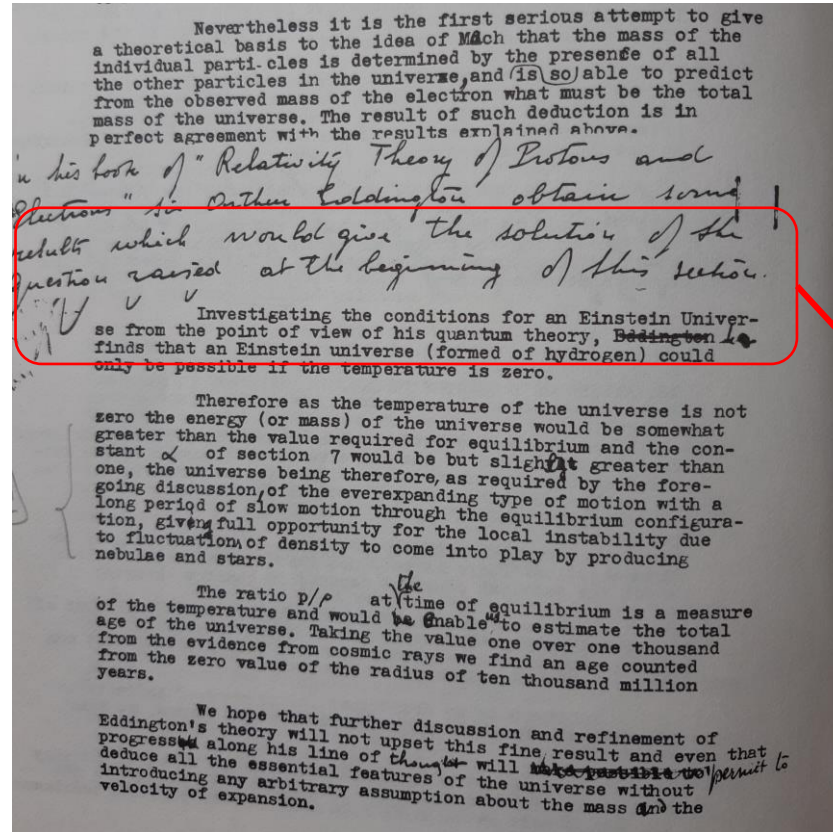 Nevertheless it is the first serious attempt to give
a theoretical basis to the idea of Mach that the mass of the
individual parti-cles is determined by the presence of all
the other particles in the universe, and is so able to predict
from the observed mass of the electron what must be the total
mass of the universe. The result of such deduction is in
perfect agreement with the results explained above.
n his book of "Relativity Theory of Protons and
Electrons" sir Arthur Eddington obtain some
results which would give the solution of the
question raised at the beginning of this section.
Investigating the conditions for an Einstein Univer-
se from the point of view of his quantum theory, Eddington he
finds that an Einstein universe (formed of hydrogen) could
only be possible if the temperature is zero.
Therefore as the temperature of the universe is not
zero the energy (or mass) of the universe would be somewhat
greater than the value required for equilibrium and the con-
stant α of section 7 would be but slight greater than
one, the universe being therefore, as required by the fore-
going discussion, of the everexpanding type of motion with a
long period of slow motion through the equilibrium configura-
tion, giving full opportunity for the local instability due
to fluctuation, of density to come into play by producing
nebulae and stars.
The ratio p/ρ at the time of equilibrium is a measure
of the temperature and would be enable us to estimate the total
age of the universe. Taking the value one over one thousand
from the evidence from cosmic rays we find an age counted
from the zero value of the radius of ten thousand million
years.
We hope that further discussion and refinement of
Eddington's theory will not upset this fine result and even that
progress along his line of thought will permit to
deduce all the essential features of the universe without
introducing any arbitrary assumption about the mass and the
velocity of expansion.